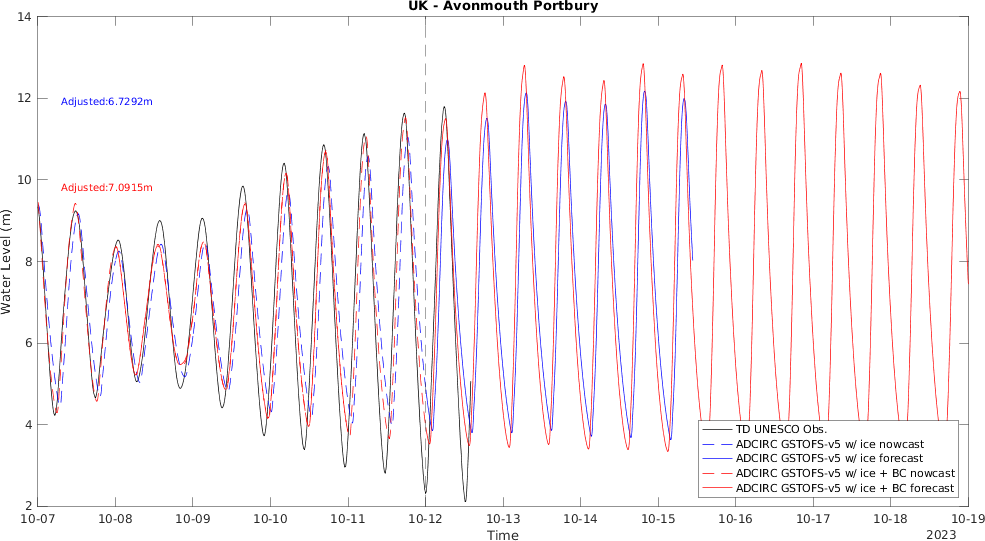 UK - Avonmouth Portbury
14
12
10
8
6
4
2
Water Level (m)
Adjusted:6.7292m
Adjusted:7.0915m
TD UNESCO Obs.
ADCIRC GSTOFS-v5 w/ ice nowcast
ADCIRC GSTOFS-v5 w/ ice forecast
ADCIRC GSTOFS-v5 w/ ice + BC nowcast
ADCIRC GSTOFS-v5 w/ ice + BC forecast
10-07 10-08 10-09 10-10 10-11 10-12 10-13 10-14 10-15 10-16 10-17 10-18 10-19
Time
2023